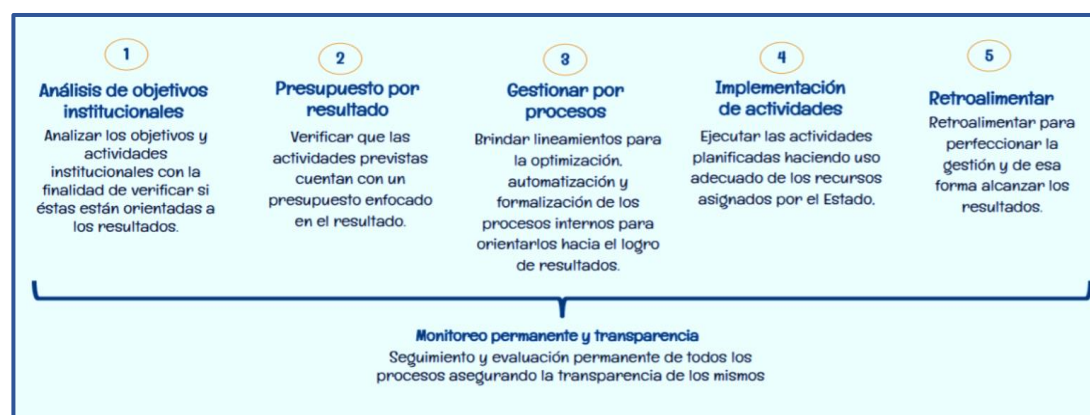 1
Análisis de objetivos
institucionales
Analizar los objetivos y
actividades
institucionales con la
finalidad de verificar si
éstas están orientadas a
los resultados.
2
Presupuesto por
resultado
Verificar que las
actividades previstas
cuentan con un
presupuesto enfocado
en el resultado.
3
Gestionar por
procesos
Brindar lineamientos para
la optimización,
automatización y
formalización de los
procesos internos para
orientarlos hacia el logro
de resultados.
4
Implementación
de actividades
Ejecutar las actividades
planificadas haciendo uso
adecuado de los recursos
asignados por el Estado.
5
Retroalimentar
Retroalimentar para
perfeccionar la
gestión y de esa
forma alcanzar los
resultados.
Monitoreo permanente y transparencia
Seguimiento y evaluación permanente de todos los
procesos asegurando la transparencia de los mismos